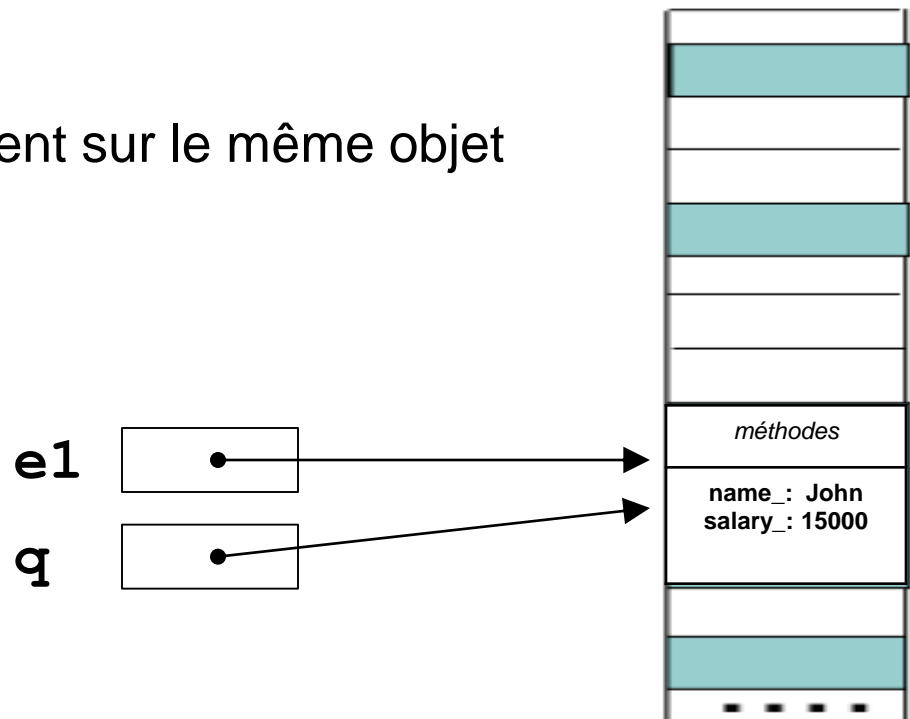 ent sur le même objet
méthodes
e1
name_: John
salary_: 15000
q